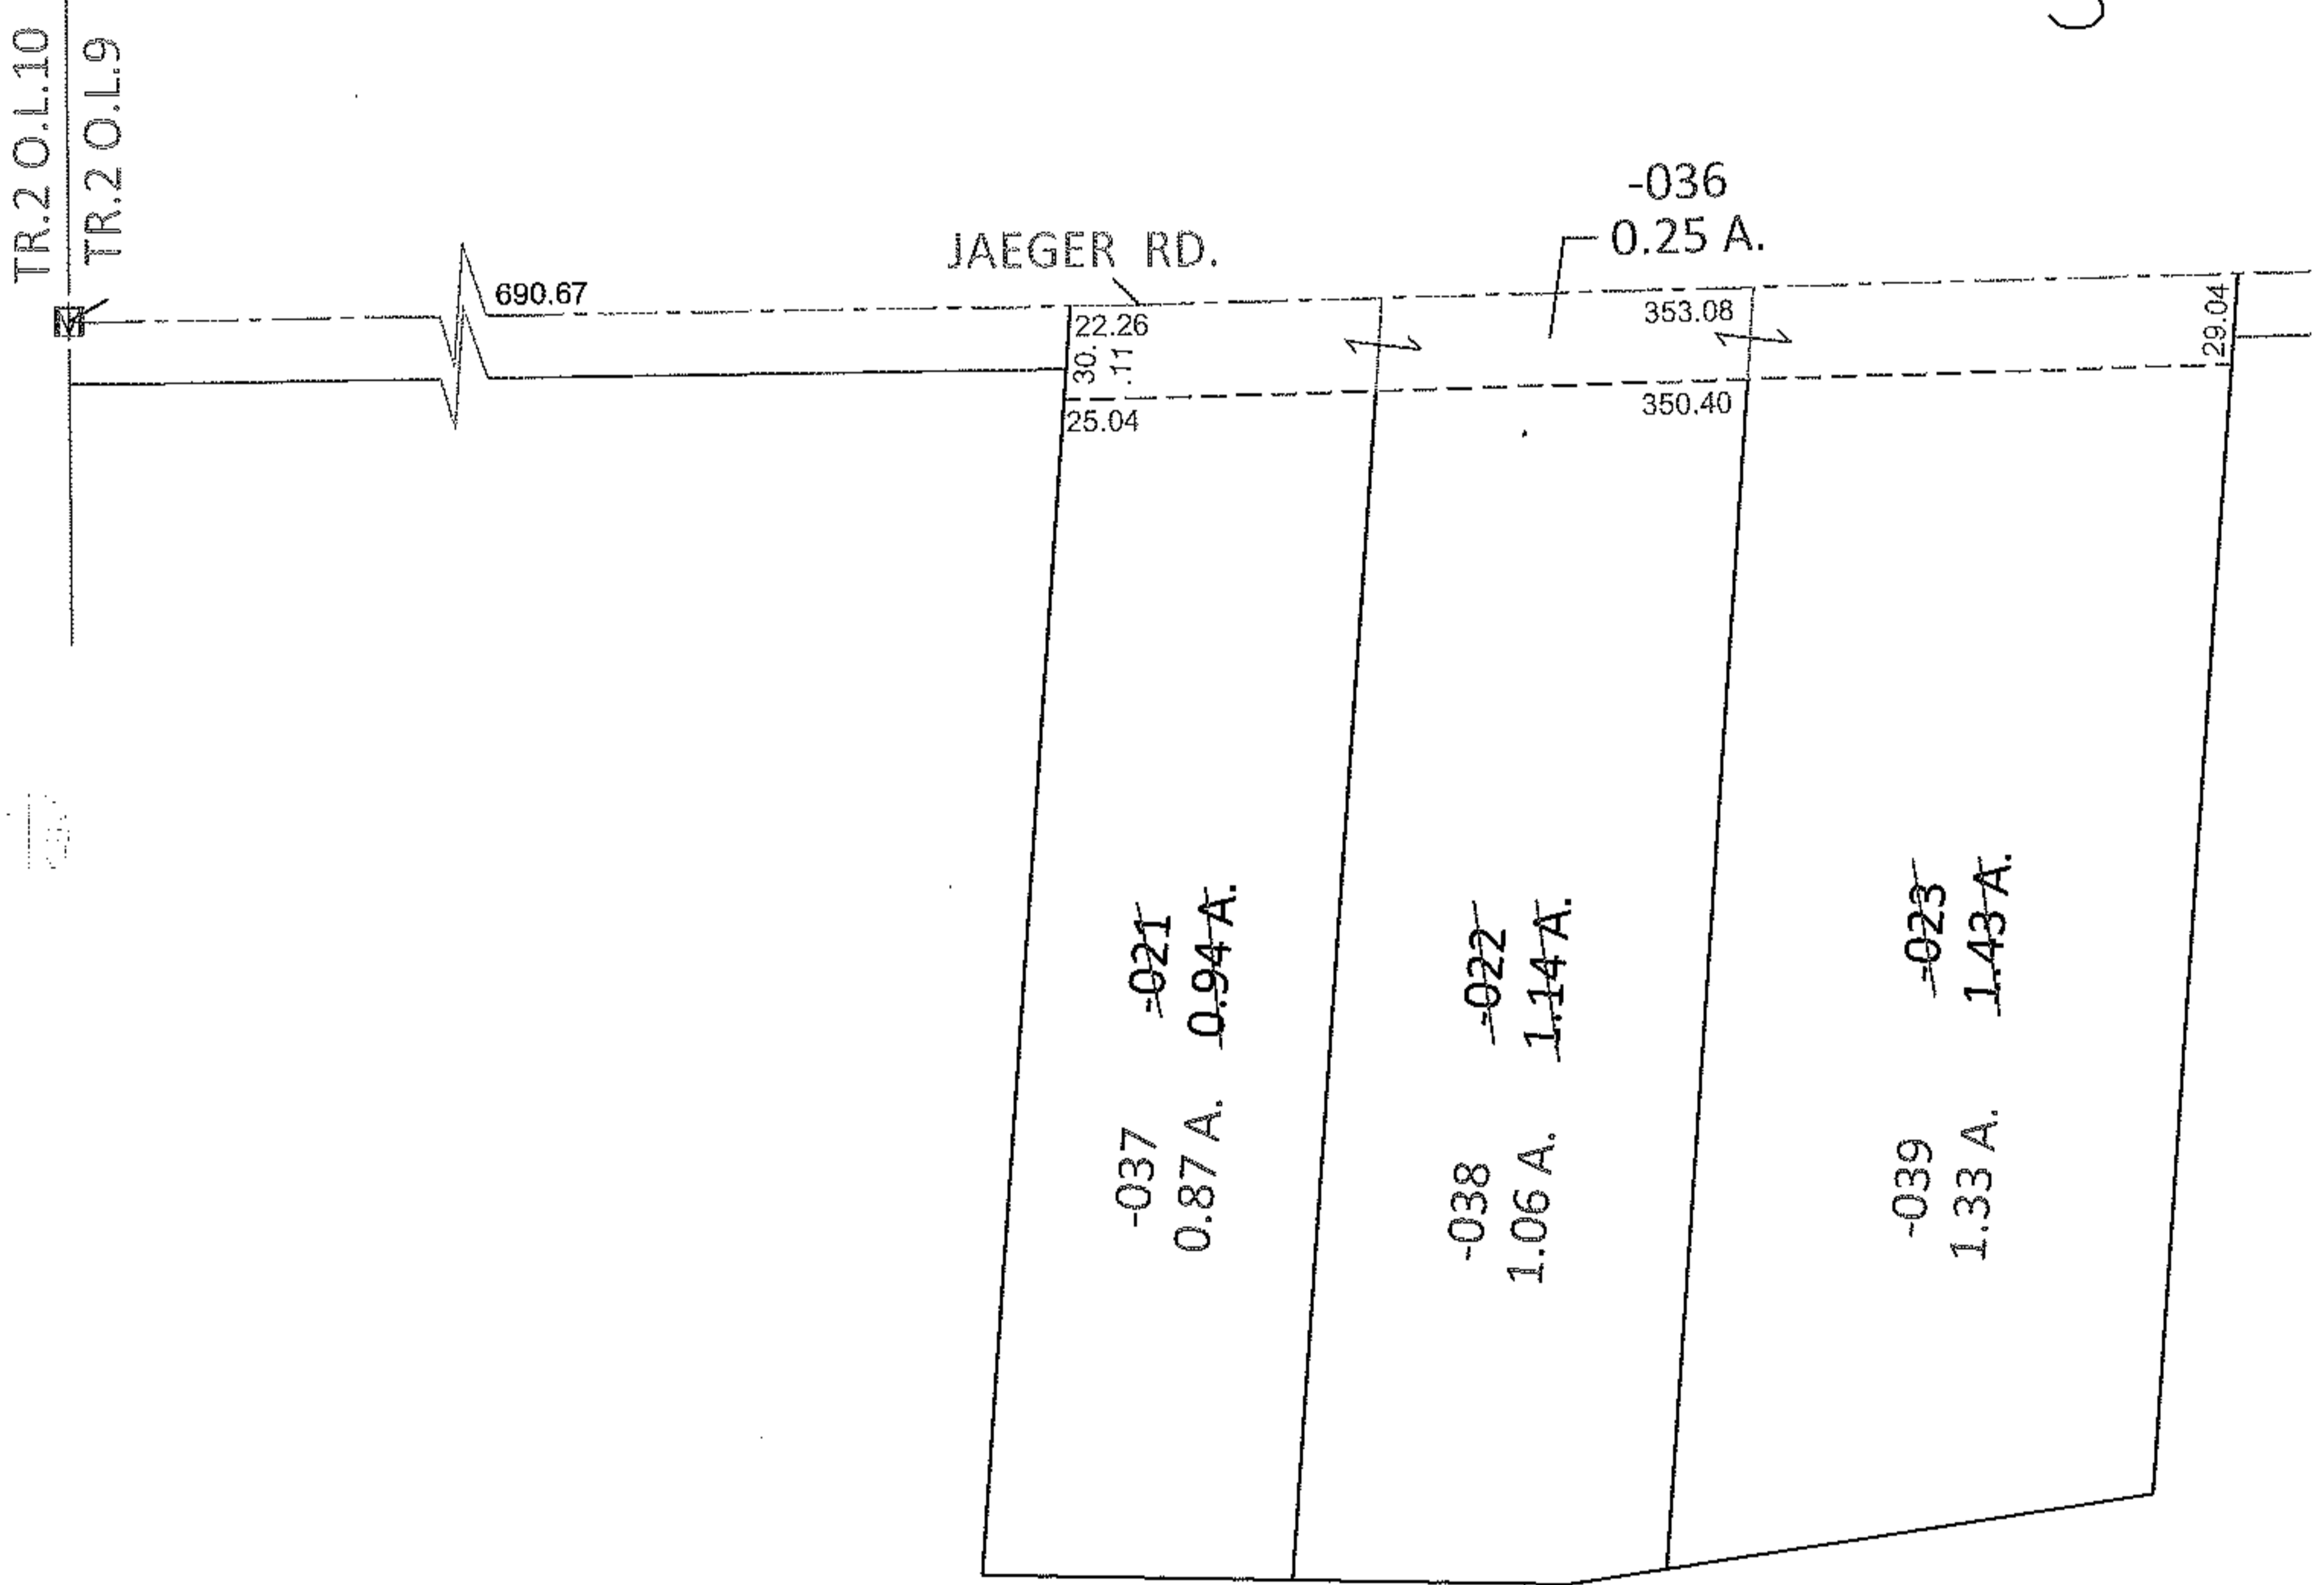 TR.2 O.L.10
TR.2 O.L.9
-036
0.25 A.
JAEGER RD.
690.67
22.26
353.08
30.
.11
29.04
25.04
350.40
-021
0.94 A.
-022
1.14 A.
-023
1.43 A.
-037
0.87 A.
-038
1.06 A.
-039
1.33 A.